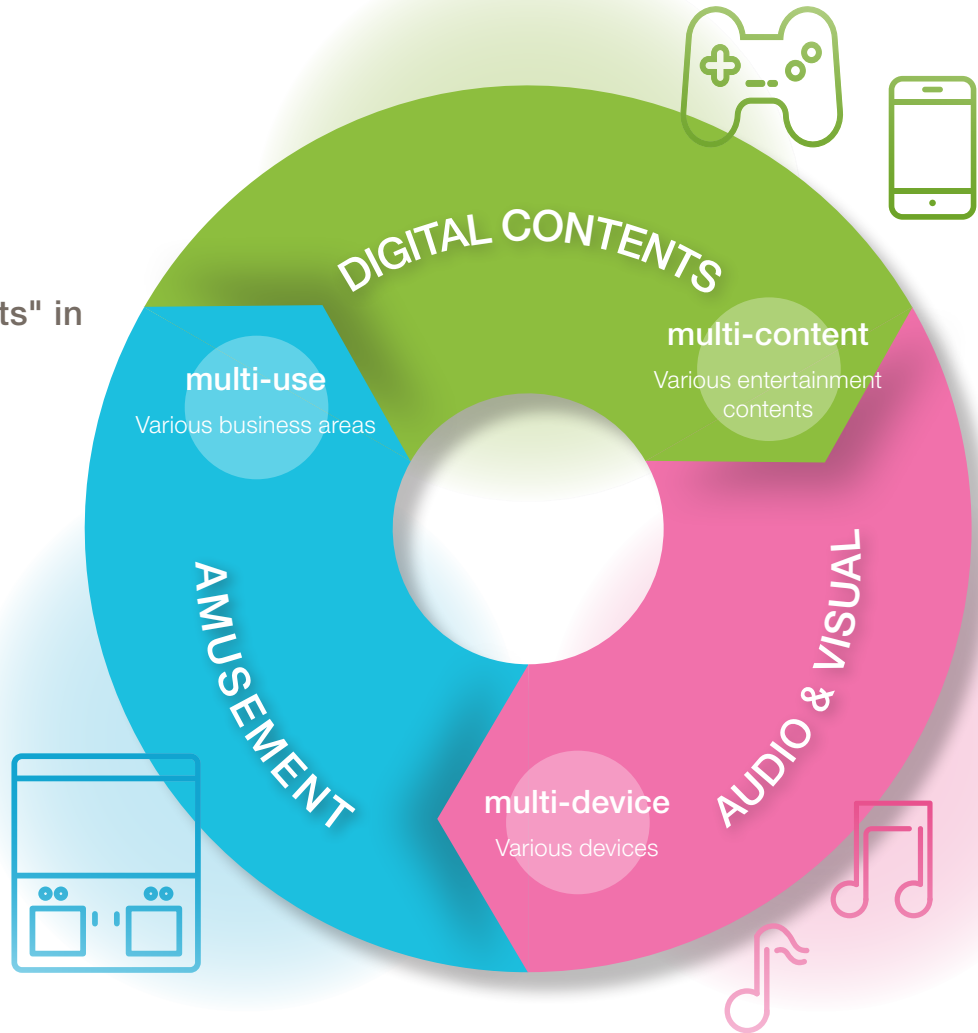 DIGITAL CONTENTS
ts" in
multi-content
Various entertainment
contents
multi-use
Various business areas
AMUSEMENT
AUDIO & VISUAL
multi-device
Various devices